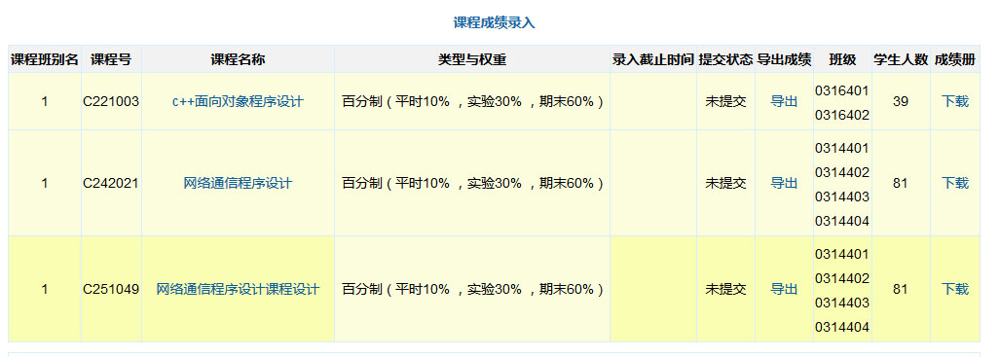 课程成绩录入
课程班别名 课程号 课程名称 类型与权重 录入截止时间 提交状态 导出成绩 班级 学生人数 成绩册
1 C221003 c++面向对象程序设计 百分制（平时10% ，实验30% ，期末60%） 未提交 导出 0316401 39 下载
0316402
1 C242021 网络通信程序设计 百分制（平时10% ，实验30% ，期末60%） 未提交 导出 0314401 81 下载
0314402
0314403
0314404
1 C251049 网络通信程序设计课程设计 百分制（平时10% ，实验30% ，期末60%） 未提交 导出 0314401 81 下载
0314402
0314403
0314404